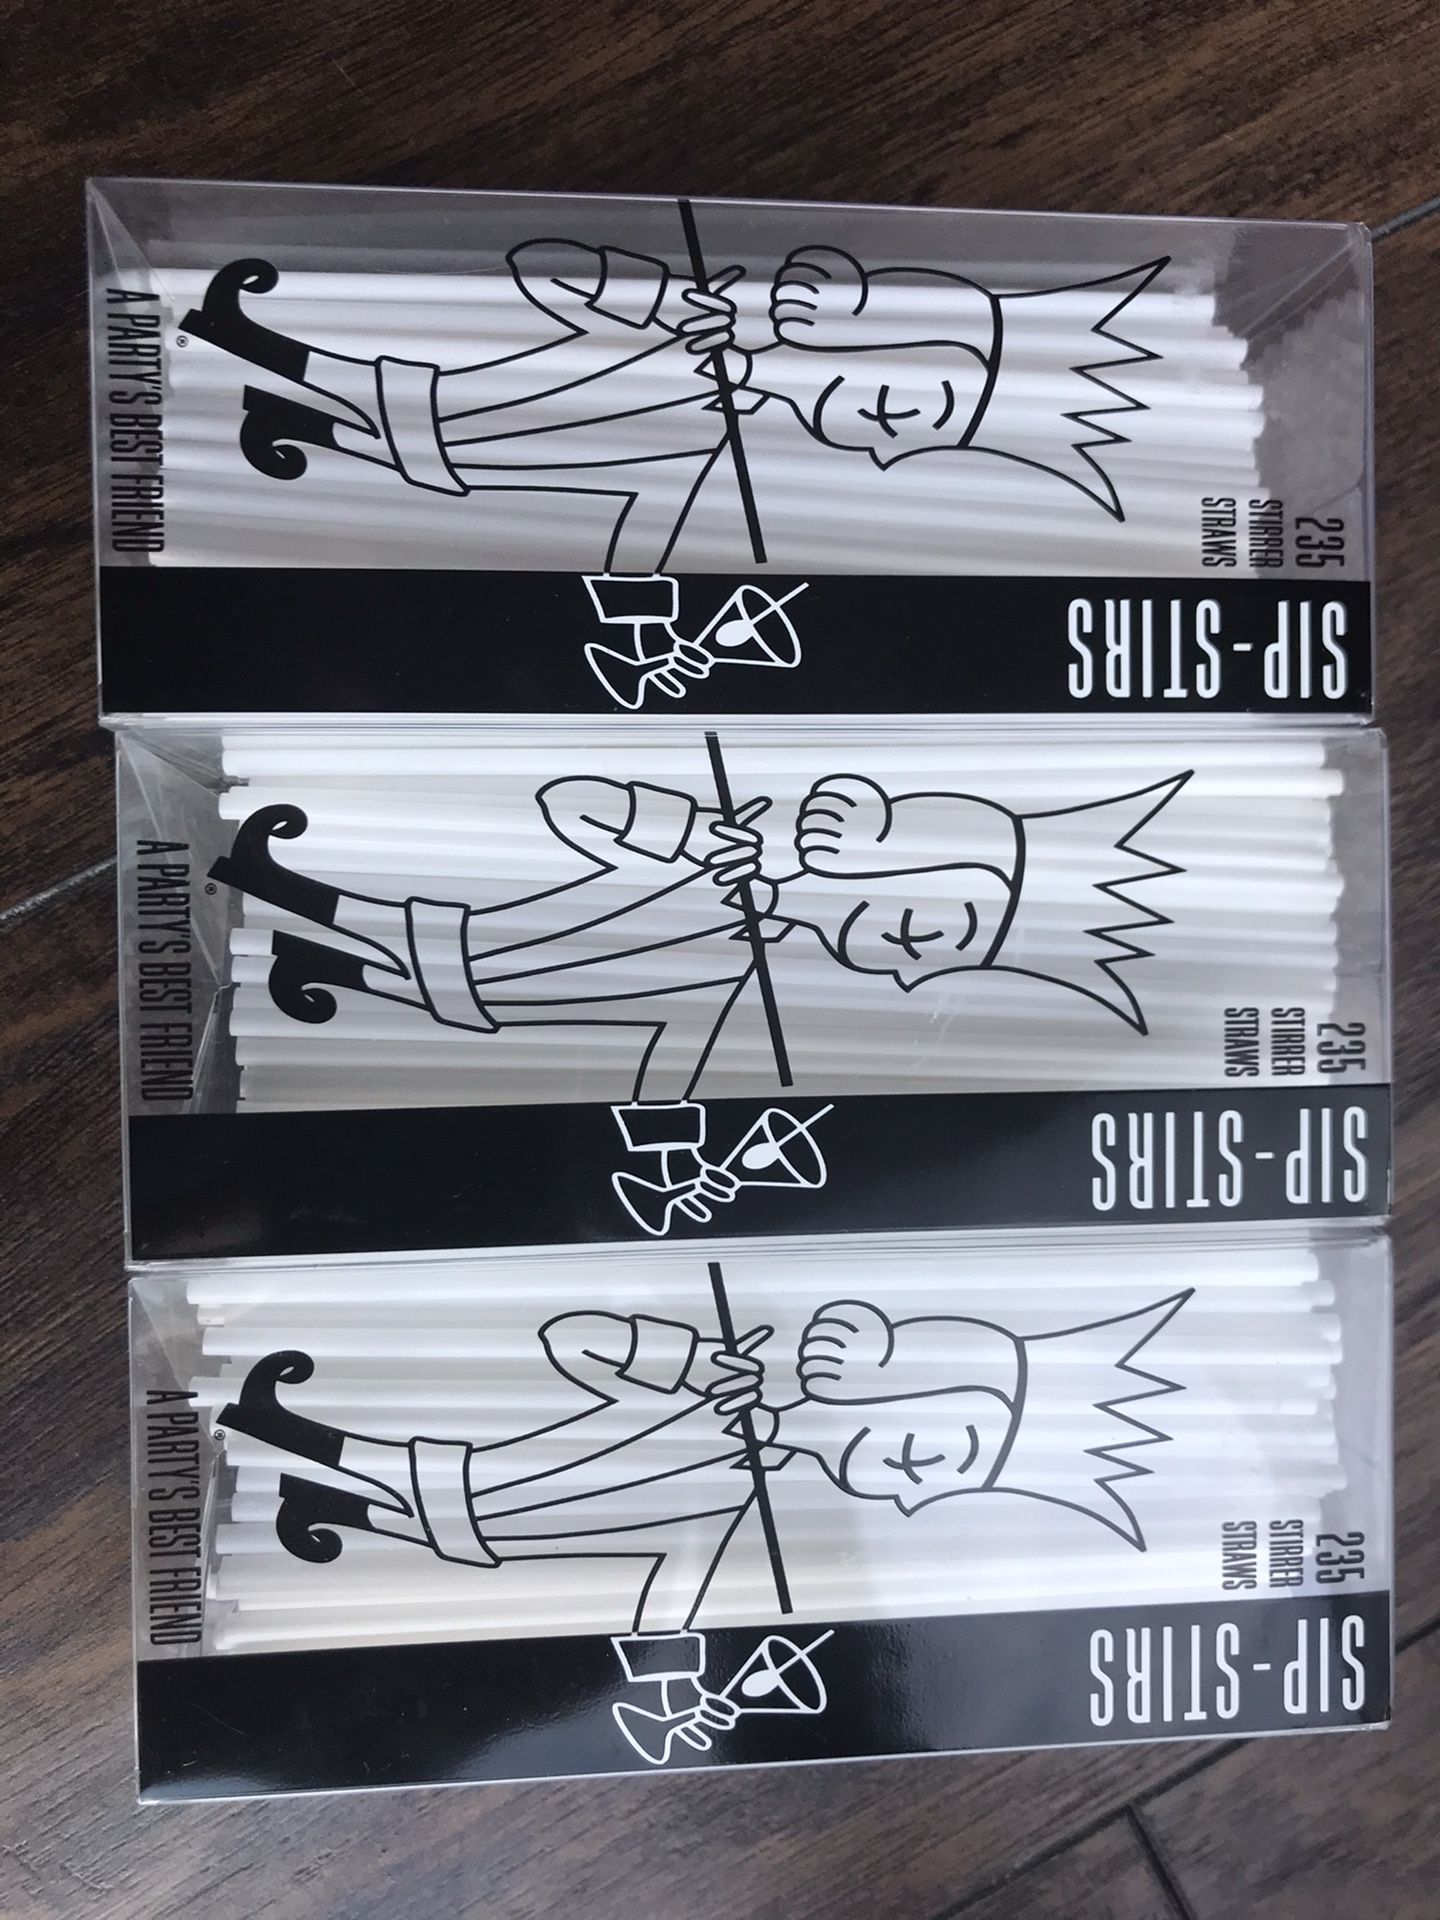 235
STIRRER
STRAWS
SIP-STIRS
®
A PARTY'S BEST FRIEND
235
STIRRER
STRAWS
SIP-STIRS
®
A PARTY'S BEST FRIEND
235
STIRRER
STRAWS
SIP-STIRS
®
A PARTY'S BEST FRIEND